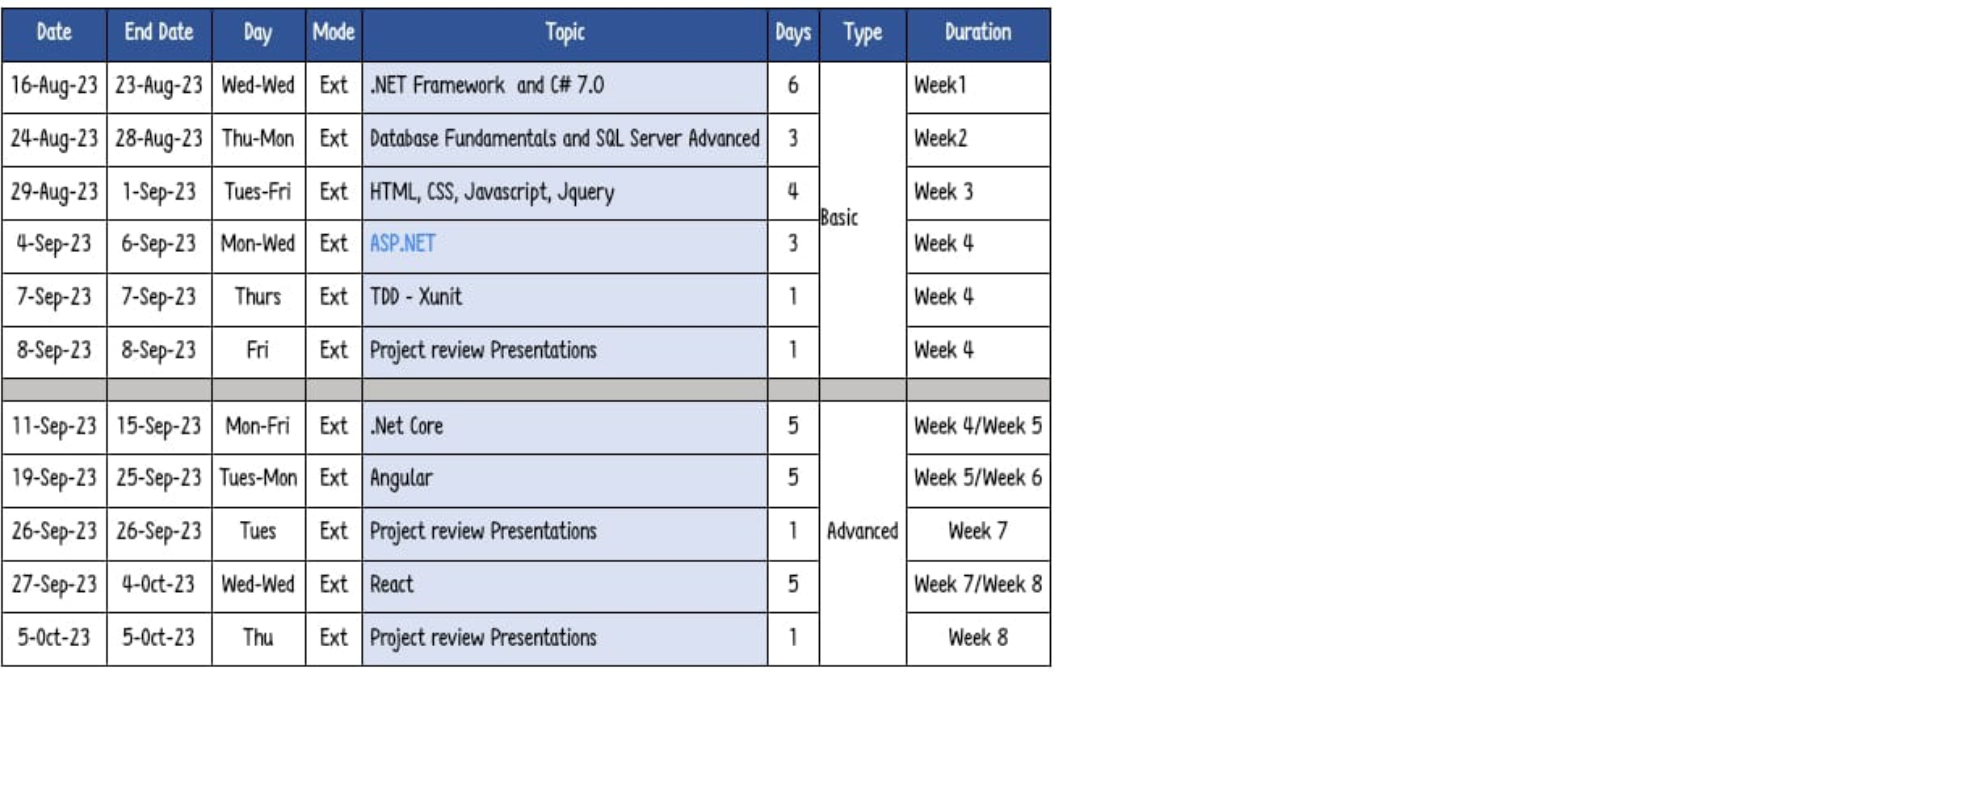 Date End Date Day Mode Topic Days Type Duration
16-Aug-23 23-Aug-23 Wed-Wed Ext .NET Framework and C# 7.0 6 Week1
24-Aug-23 28-Aug-23 Thu-Mon Ext Database Fundamentals and SQL Server Advanced 3 Week2
29-Aug-23 1-Sep-23 Tues-Fri Ext HTML, CSS, Javascript, Jquery 4 Week 3
Basic
4-Sep-23 6-Sep-23 Mon-Wed Ext ASP.NET 3 Week 4
7-Sep-23 7-Sep-23 Thurs Ext TDD - Xunit 1 Week 4
8-Sep-23 8-Sep-23 Fri Ext Project review Presentations 1 Week 4
11-Sep-23 15-Sep-23 Mon-Fri Ext .Net Core 5 Week 4/Week 5
19-Sep-23 25-Sep-23 Tues-Mon Ext Angular 5 Week 5/Week 6
26-Sep-23 26-Sep-23 Tues Ext Project review Presentations 1 Advanced Week 7
27-Sep-23 4-Oct-23 Wed-Wed Ext React 5 Week 7/Week 8
5-Oct-23 5-Oct-23 Thu Ext Project review Presentations 1 Week 8